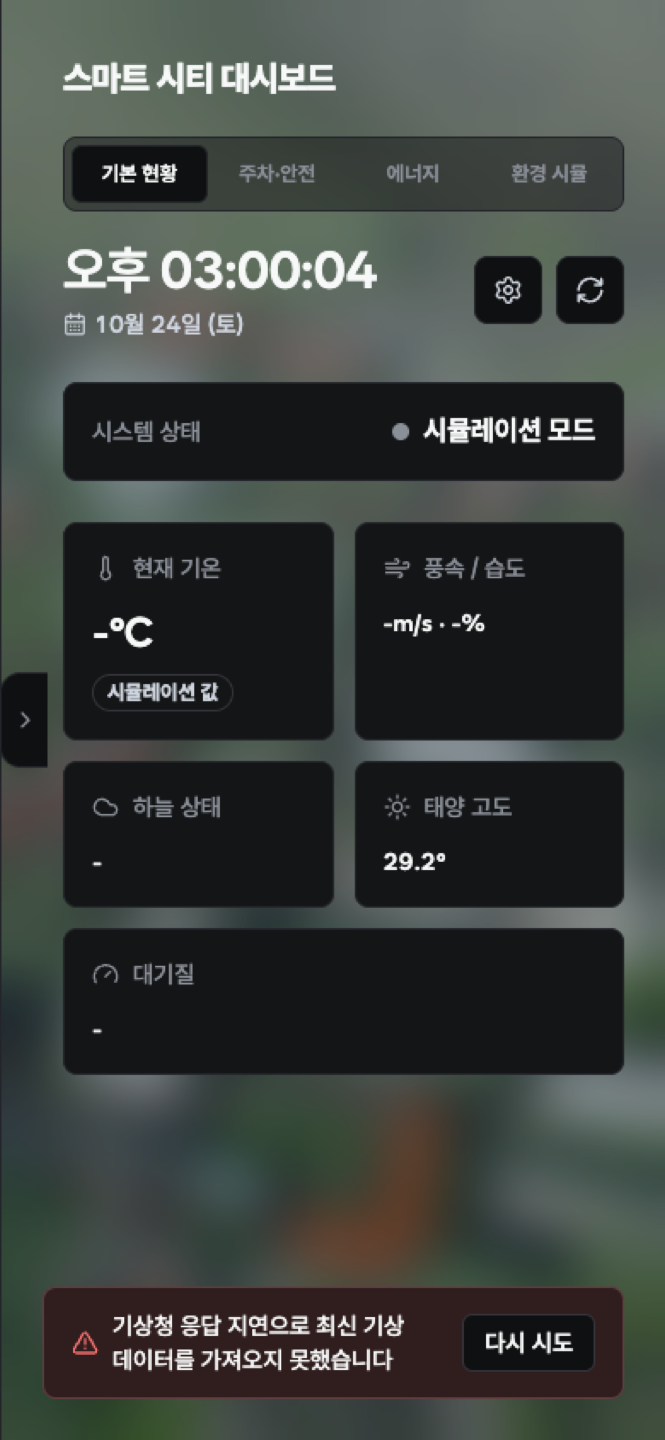 스마트 시티 대시보드
기본 현황 주차·안전 에너지 환경 시뮬
오후 03:00:04
10월 24일 (토)
시스템 상태 시뮬레이션 모드
현재 기온
-°C
시뮬레이션 값
풍속 / 습도
-m/s · -%
하늘 상태
-
태양 고도
29.2°
대기질
-
기상청 응답 지연으로 최신 기상
데이터를 가져오지 못했습니다
다시 시도